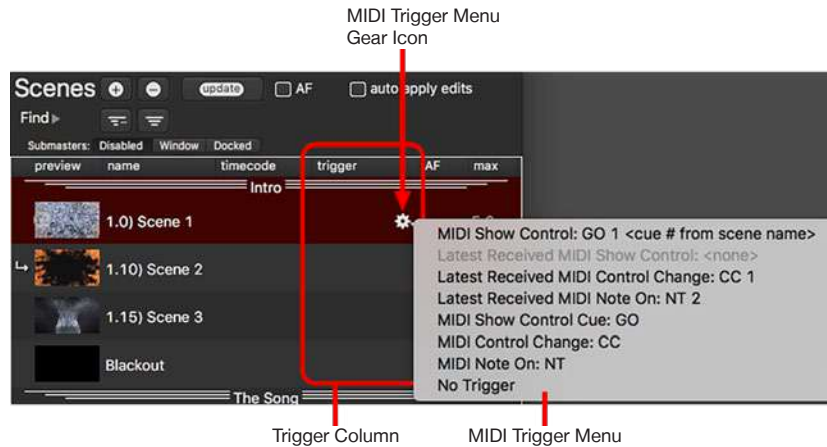 MIDI Trigger Menu
Gear Icon
Scenes update AF auto apply edits
Find
Submasters: Disabled Window Docked
preview name timecode trigger AF max
Intro
1.0) Scene 1
MIDI Show Control: GO 1 <cue # from scene name>
Latest Received MIDI Show Control: <none>
1.10) Scene 2
Latest Received MIDI Control Change: CC 1
Latest Received MIDI Note On: NT 2
1.15) Scene 3
MIDI Show Control Cue: GO
MIDI Control Change: CC
Blackout
MIDI Note On: NT
No Trigger
The Song
Trigger Column
MIDI Trigger Menu